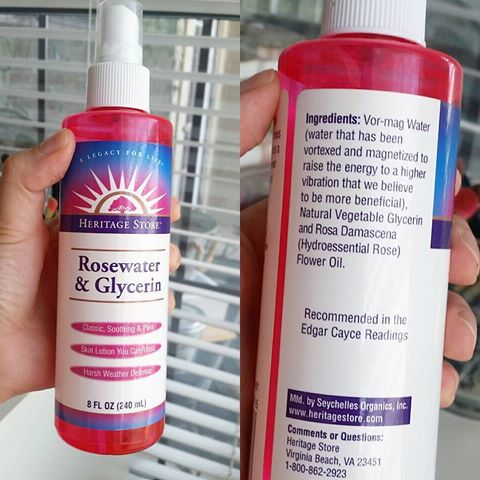 A LEGACY FOR LIFE
HERITAGE STORE
Rosewater
& Glycerin
Classic, Soothing & Pure
Skin Lotion You Can Trust
Harsh Weather Defence
8 FL OZ (240 mL)
Ingredients: Vor-mag Water
(water that has been
vortexed and magnetized to
raise the energy to a higher
vibration that we believe
to be more beneficial),
Natural Vegetable Glycerin
and Rosa Damascena
(Hydroessential Rose)
Flower Oil.
Recommended in the
Edgar Cayce Readings
Mfd. by Seychelles Organics, Inc.
www.heritagestore.com
Comments or Questions:
Heritage Store
Virginia Beach, VA 23451
1-800-862-2923